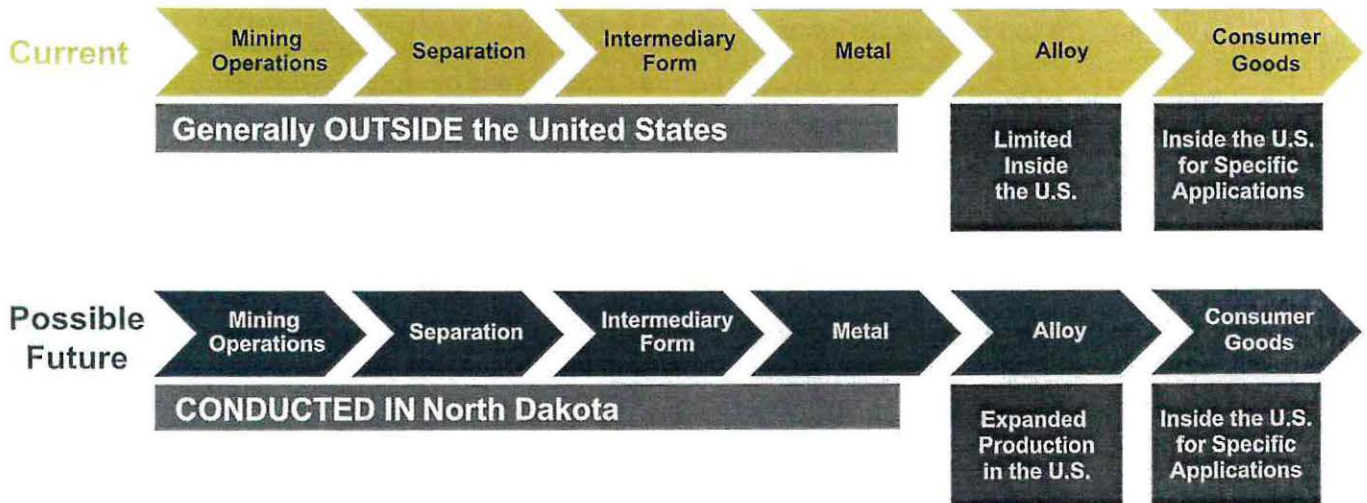 Current
Mining
Operations
Separation
Intermediary
Form
Metal
Alloy
Consumer
Goods
Generally OUTSIDE the United States
Limited
Inside
the U.S.
Inside the U.S.
for Specific
Applications
Possible
Future
Mining
Operations
Separation
Intermediary
Form
Metal
Alloy
Consumer
Goods
CONDUCTED IN North Dakota
Expanded
Production
in the U.S.
Inside the U.S.
for Specific
Applications